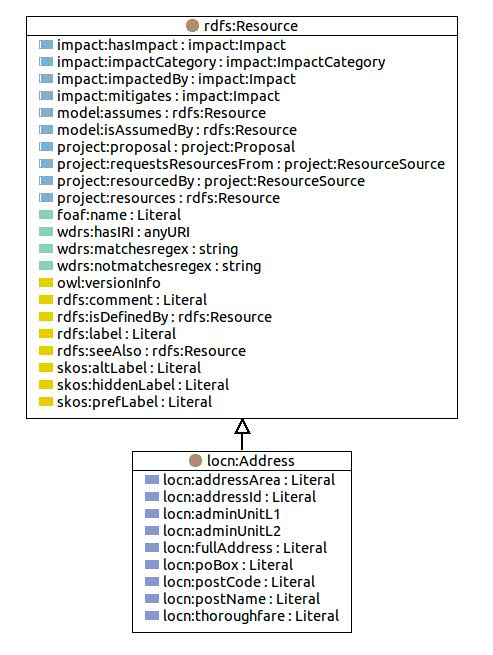 rdfs:Resource
impact:hasImpact : impact:Impact
impact:impactCategory : impact:ImpactCategory
impact:impactedBy : impact:Impact
impact:mitigates : impact:Impact
model:assumes : rdfs:Resource
model:isAssumedBy : rdfs:Resource
project:proposal : project:Proposal
project:requestsResourcesFrom : project:ResourceSource
project:resourcedBy : project:ResourceSource
project:resources : rdfs:Resource
foaf:name : Literal
wdrs:hasIRI : anyURI
wdrs:matchesregex : string
wdrs:notmatchesregex : string
owl:versionInfo
rdfs:comment : Literal
rdfs:isDefinedBy : rdfs:Resource
rdfs:label : Literal
rdfs:seeAlso : rdfs:Resource
skos:altLabel : Literal
skos:hiddenLabel : Literal
skos:prefLabel : Literal
locn:Address
locn:addressArea : Literal
locn:addressId : Literal
locn:adminUnitL1
locn:adminUnitL2
locn:fullAddress : Literal
locn:poBox : Literal
locn:postCode : Literal
locn:postName : Literal
locn:thoroughfare : Literal